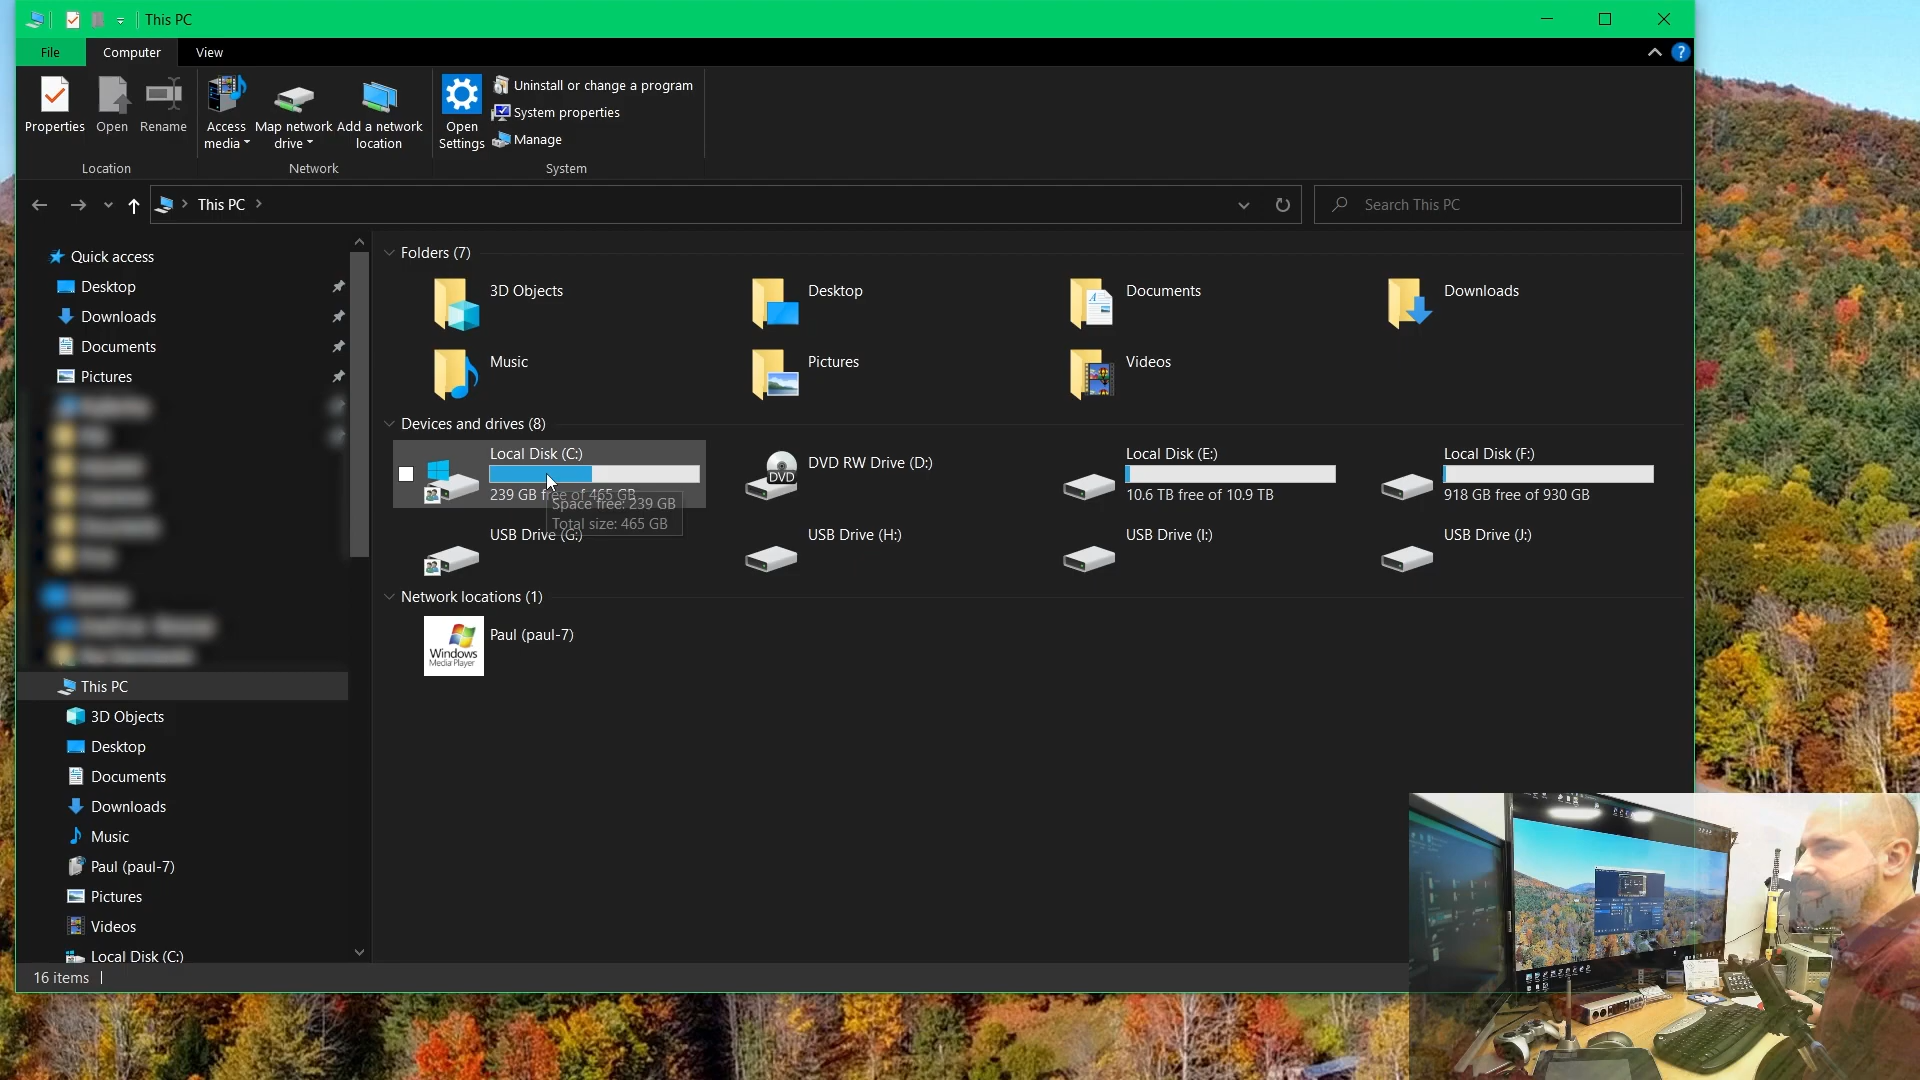 This PC
File
Computer
View
?
Properties
Open
Rename
Access media
Map network drive
Add a network location
Open Settings
Uninstall or change a program
System properties
Manage
Location
Network
System
This PC
Search This PC
Quick access
Desktop
Downloads
Documents
Pictures
This PC
3D Objects
Desktop
Documents
Downloads
Music
Paul (paul-7)
Pictures
Videos
Local Disk (C:)
Folders (7)
3D Objects
Desktop
Documents
Downloads
Music
Pictures
Videos
Devices and drives (8)
Local Disk (C:)
239 GB free of 465 GB
Space free: 239 GB
Total size: 465 GB
DVD RW Drive (D:)
DVD
Local Disk (E:)
10.6 TB free of 10.9 TB
Local Disk (F:)
918 GB free of 930 GB
USB Drive (G:)
USB Drive (H:)
USB Drive (I:)
USB Drive (J:)
Network locations (1)
Windows
Media Player
Paul (paul-7)
16 items